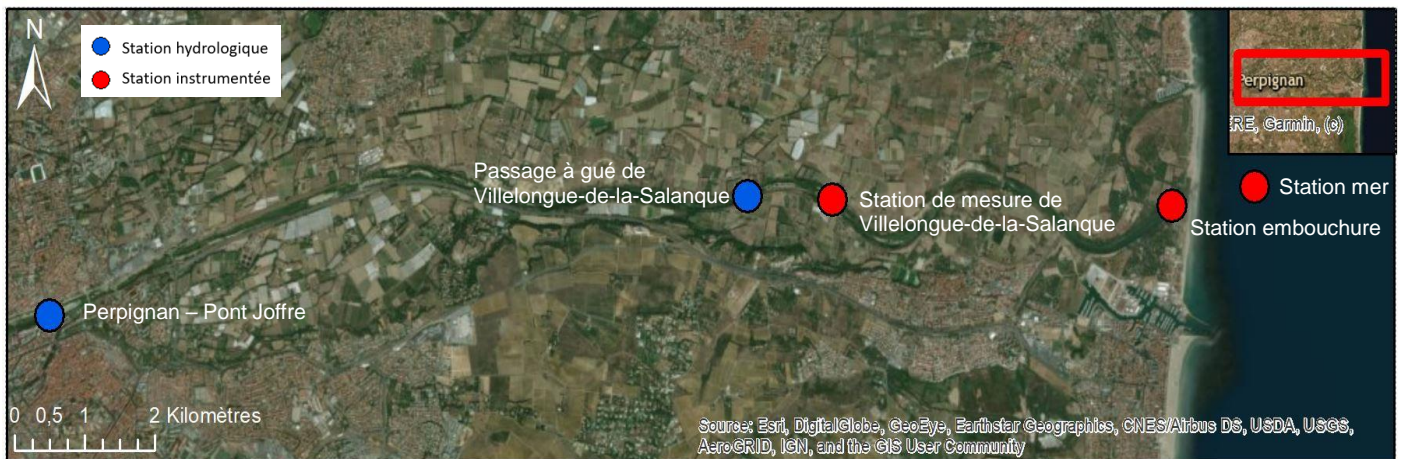 N
Station hydrologique
Station instrumentée
Perpignan
ERE, Garmin, (c)
Passage à gué de
Villelongue-de-la-Salanque
Station de mesure de
Villelongue-de-la-Salanque
Station mer
Station embouchure
Perpignan – Pont Joffre
0 0,5 1 2 Kilomètres
Source: Esri, DigitalGlobe, GeoEye, Earthstar Geographics, CNES/Airbus DS, USDA, USGS,
AeroGRID, IGN, and the GIS User Community